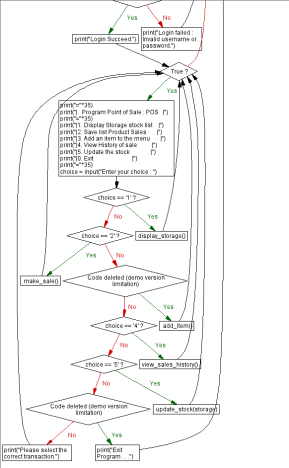 Yes
No
print("Login Succeed.")
print("Login failed :
Invalid username or
password.")
True ?
Yes
print("="*35)
print("|   Program Point of Sale : POS   |")
print("="*35)
print("|1. Display Storage stock list   |")
print("|2. Save list Product Sales   |")
print("|3. Add an item to the menu   |")
print("|4. View History of sale   |")
print("|5. Update the stock   |")
print("|0. Exit   |")
print("="*35)
choice = input("Enter your choice : ")
choice == '1' ?
No
Yes
choice == '2' ?
display_storage()
Yes
No
Code deleted (demo version
limitation)
make_sale()
No
Yes
choice == '4' ?
add_item()
No
Yes
choice == '5' ?
view_sales_history()
No
Yes
Code deleted (demo version
limitation)
update_stock(storage)
No
Yes
print("Please select the
correct transaction.")
print("Exit
Program . . .")